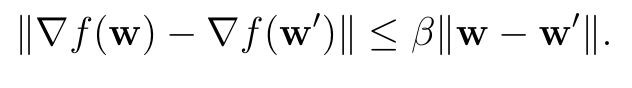 ‖∇f(𝐰) − ∇f(𝐰′)‖ ≤ β‖𝐰 − 𝐰′‖.